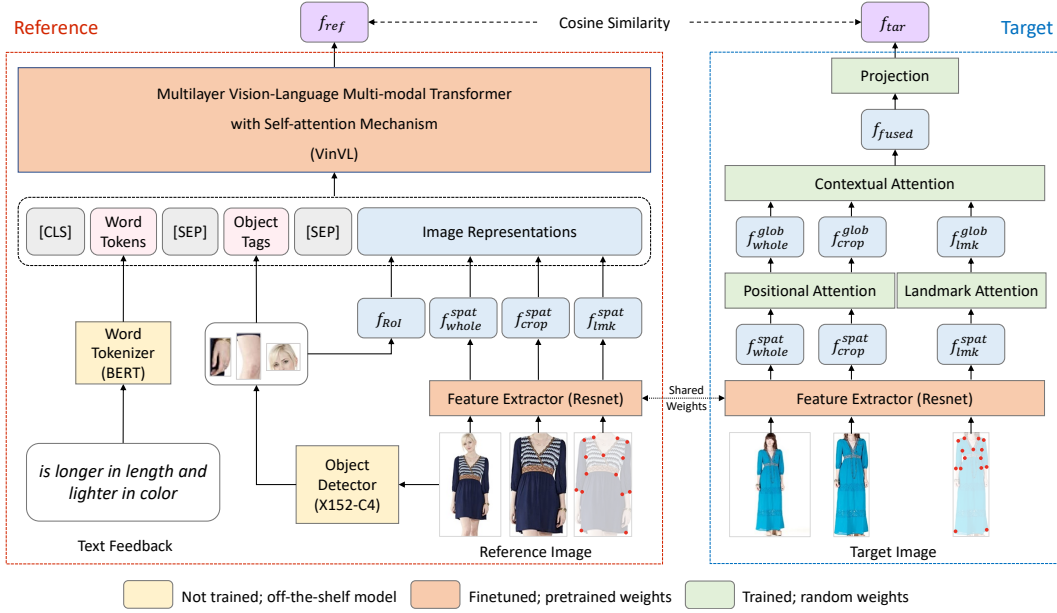 Reference
f_ref
Cosine Similarity
f_tar
Target
Multilayer Vision-Language Multi-modal Transformer
with Self-attention Mechanism
(VinVL)
Projection
f_fused
Contextual Attention
[CLS]
Word
Tokens
[SEP]
Object
Tags
[SEP]
Image Representations
f_whole^glob
f_crop^glob
f_lmk^glob
Positional Attention
Landmark Attention
f_RoI
f_whole^spat
f_crop^spat
f_lmk^spat
f_whole^spat
f_crop^spat
f_lmk^spat
Word
Tokenizer
(BERT)
Feature Extractor (Resnet)
Shared
Weights
Feature Extractor (Resnet)
is longer in length and
lighter in color
Object
Detector
(X152-C4)
Text Feedback
Reference Image
Target Image
Not trained; off-the-shelf model
Finetuned; pretrained weights
Trained; random weights